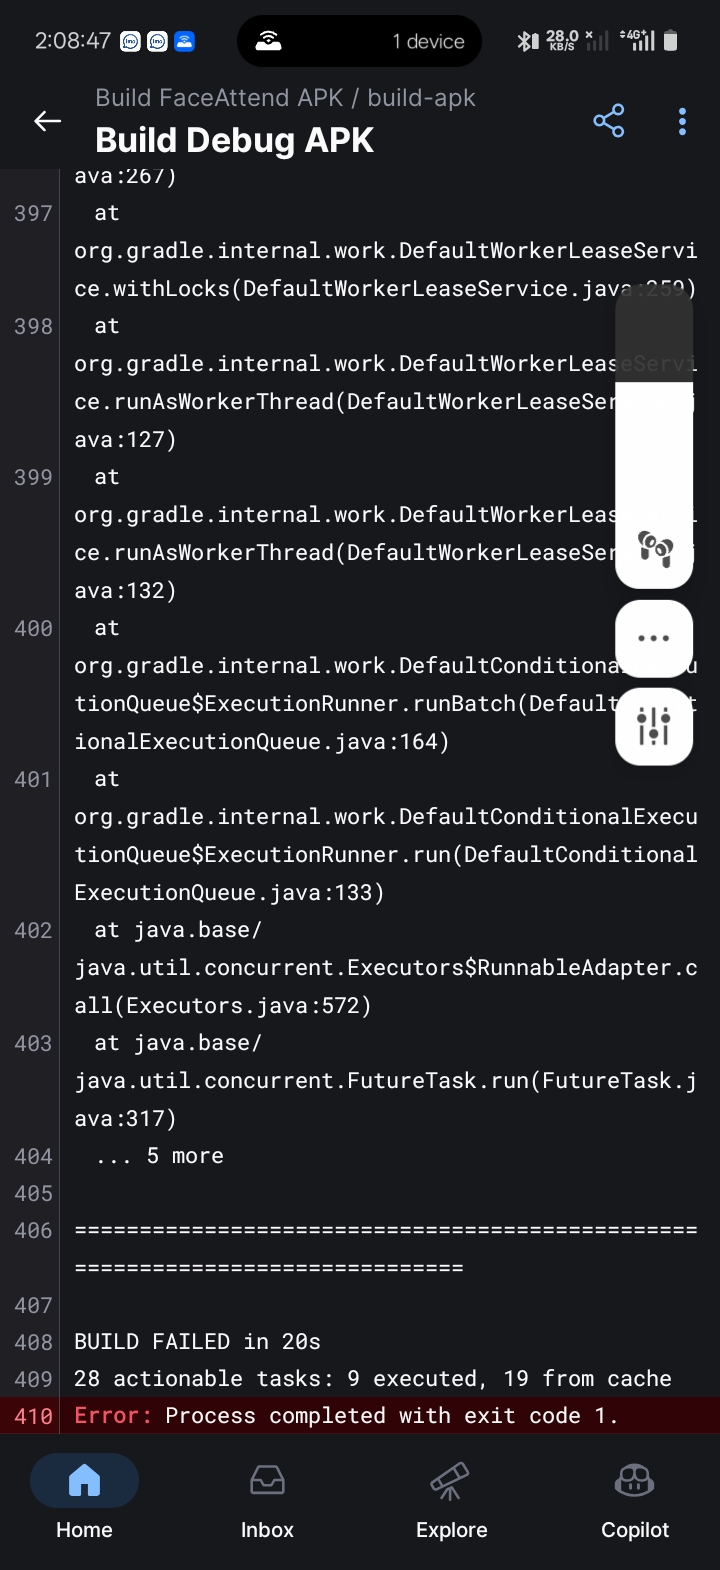 2:08:47
1 device
28.0
KB/S
4G+
Build FaceAttend APK / build-apk
Build Debug APK
ava:267)
397 at
org.gradle.internal.work.DefaultWorkerLeaseServi
ce.withLocks(DefaultWorkerLeaseService.java:259)
398 at
org.gradle.internal.work.DefaultWorkerLeaseServi
ce.runAsWorkerThread(DefaultWorkerLeaseSer
ava:127)
399 at
org.gradle.internal.work.DefaultWorkerLeas
ce.runAsWorkerThread(DefaultWorkerLeaseSer
ava:132)
400 at
org.gradle.internal.work.DefaultConditiona
tionQueue$ExecutionRunner.runBatch(Default
ionalExecutionQueue.java:164)
401 at
org.gradle.internal.work.DefaultConditionalExecu
tionQueue$ExecutionRunner.run(DefaultConditional
ExecutionQueue.java:133)
402 at java.base/
java.util.concurrent.Executors$RunnableAdapter.c
all(Executors.java:572)
403 at java.base/
java.util.concurrent.FutureTask.run(FutureTask.j
ava:317)
404 ... 5 more
405
406 ================================================
==============================
407
408 BUILD FAILED in 20s
409 28 actionable tasks: 9 executed, 19 from cache
410 Error: Process completed with exit code 1.
Home
Inbox
Explore
Copilot